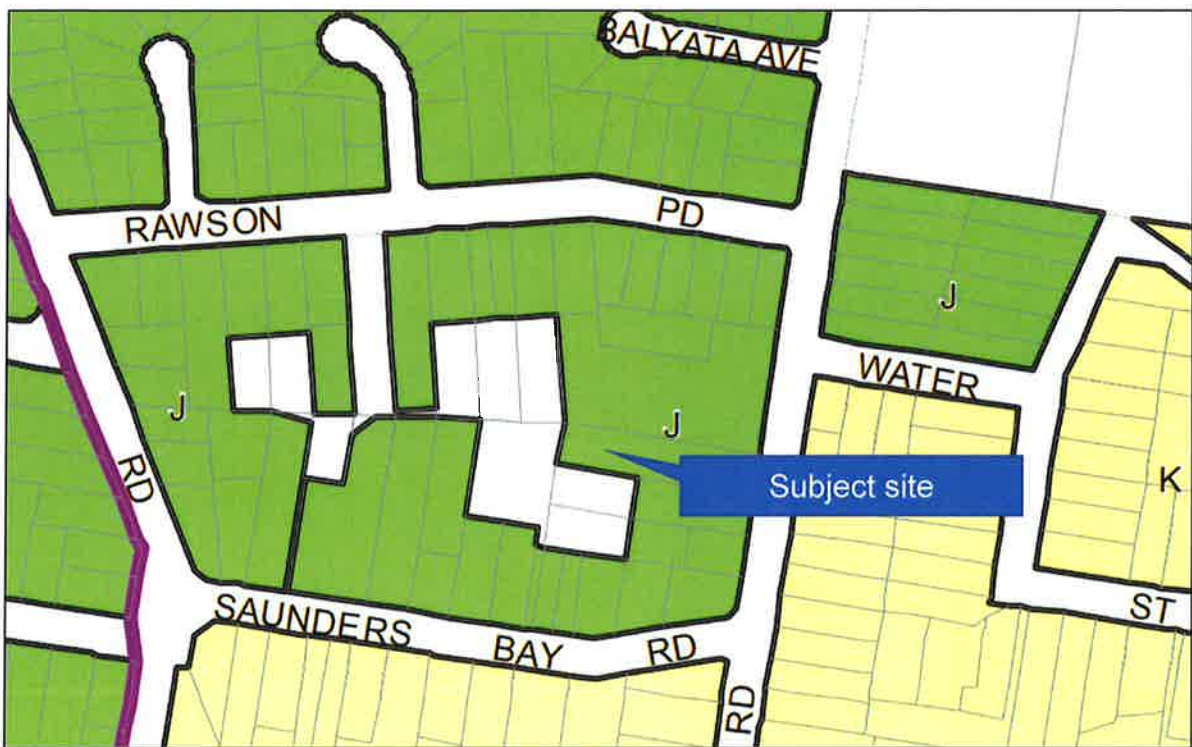 BALYATA AVE
RAWSON
PD
J
WATER
J
J
RD
Subject site
K
SAUNDERS
BAY
RD
ST
RD